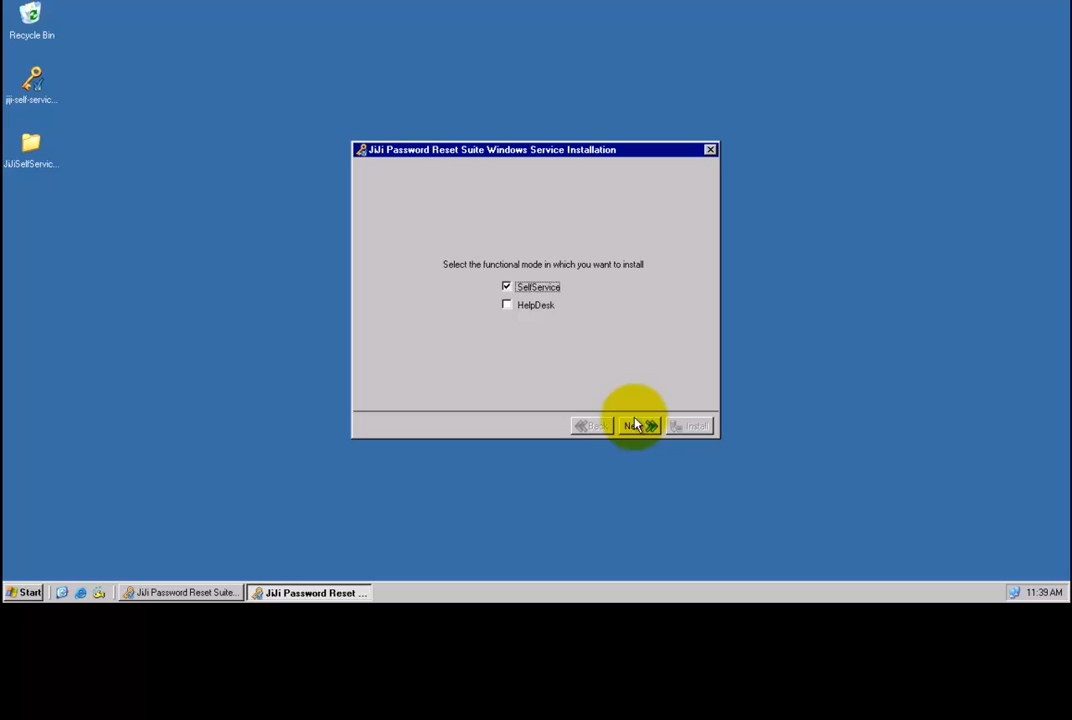 Recycle Bin
jiji-self-servic...
JiJiSelfServic...
JiJi Password Reset Suite Windows Service Installation
Select the functional mode in which you want to install
SelfService
HelpDesk
Back
Install
Start
JiJi Password Reset Suite...
JiJi Password Reset ...
11:39 AM